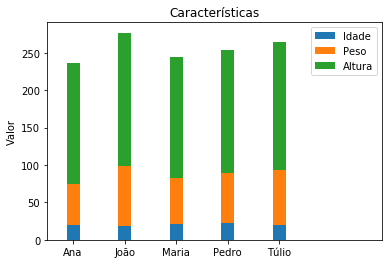 Características
Idade
Peso
Altura
Valor
250
200
150
100
50
0
Ana João Maria Pedro Túlio